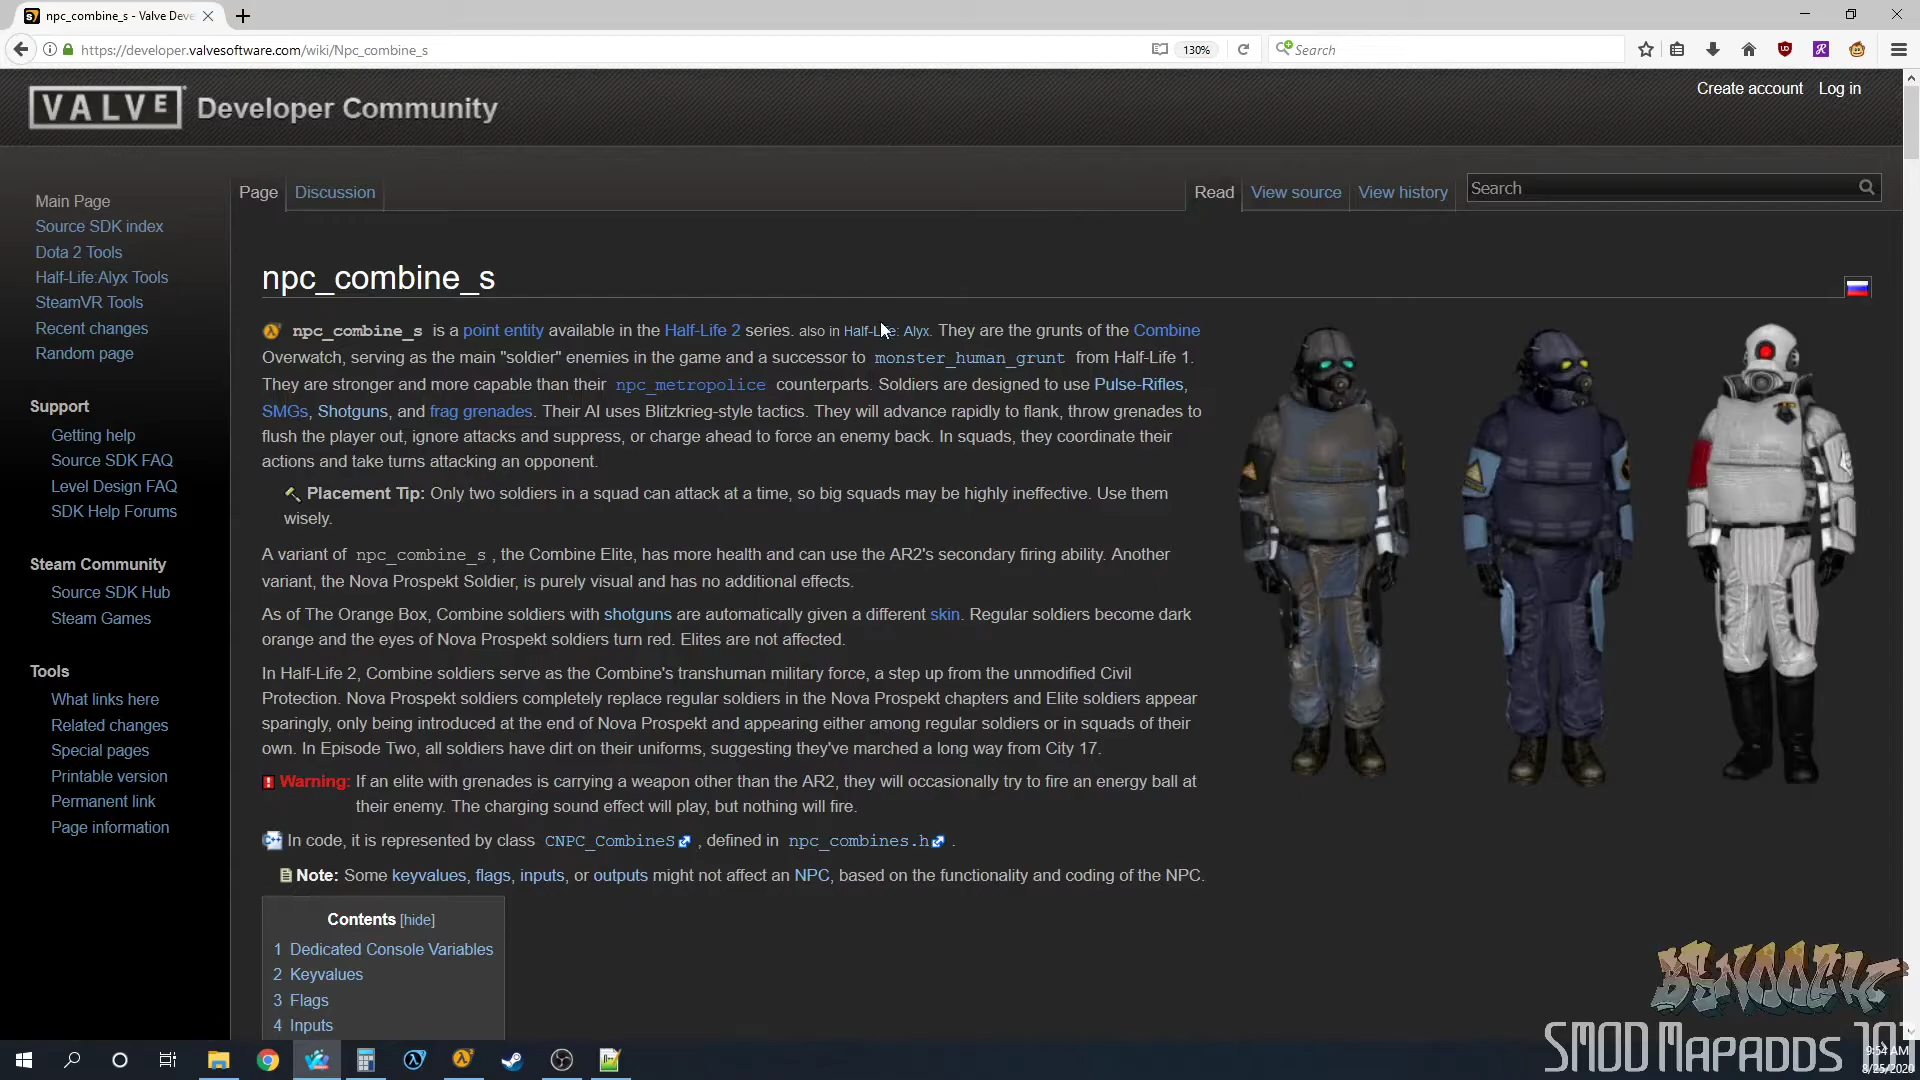 npc_combine_s - Valve Deve
https://developer.valvesoftware.com/wiki/Npc_combine_s
130%
Search
VALVE Developer Community
Create account Log in
Main Page
Source SDK index
Dota 2 Tools
Half-Life:Alyx Tools
SteamVR Tools
Recent changes
Random page
Support
Getting help
Source SDK FAQ
Level Design FAQ
SDK Help Forums
Steam Community
Source SDK Hub
Steam Games
Tools
What links here
Related changes
Special pages
Printable version
Permanent link
Page information
Page Discussion
Read View source View history
Search
npc_combine_s
npc_combine_s is a point entity available in the Half-Life 2 series. also in Half-Life: Alyx. They are the grunts of the Combine
Overwatch, serving as the main "soldier" enemies in the game and a successor to monster_human_grunt from Half-Life 1.
They are stronger and more capable than their npc_metropolice counterparts. Soldiers are designed to use Pulse-Rifles,
SMGs, Shotguns, and frag grenades. Their AI uses Blitzkrieg-style tactics. They will advance rapidly to flank, throw grenades to
flush the player out, ignore attacks and suppress, or charge ahead to force an enemy back. In squads, they coordinate their
actions and take turns attacking an opponent.
Placement Tip: Only two soldiers in a squad can attack at a time, so big squads may be highly ineffective. Use them
wisely.
A variant of npc_combine_s, the Combine Elite, has more health and can use the AR2's secondary firing ability. Another
variant, the Nova Prospekt Soldier, is purely visual and has no additional effects.
As of The Orange Box, Combine soldiers with shotguns are automatically given a different skin. Regular soldiers become dark
orange and the eyes of Nova Prospekt soldiers turn red. Elites are not affected.
In Half-Life 2, Combine soldiers serve as the Combine's transhuman military force, a step up from the unmodified Civil
Protection. Nova Prospekt soldiers completely replace regular soldiers in the Nova Prospekt chapters and Elite soldiers appear
sparingly, only being introduced at the end of Nova Prospekt and appearing either among regular soldiers or in squads of their
own. In Episode Two, all soldiers have dirt on their uniforms, suggesting they've marched a long way from City 17.
Warning: If an elite with grenades is carrying a weapon other than the AR2, they will occasionally try to fire an energy ball at
their enemy. The charging sound effect will play, but nothing will fire.
In code, it is represented by class CNPC_CombineS, defined in npc_combines.h.
Note: Some keyvalues, flags, inputs, or outputs might not affect an NPC, based on the functionality and coding of the NPC.
Contents [hide]
1 Dedicated Console Variables
2 Keyvalues
3 Flags
4 Inputs
SMOD Mapadds 101
9:54 AM
8/25/2020